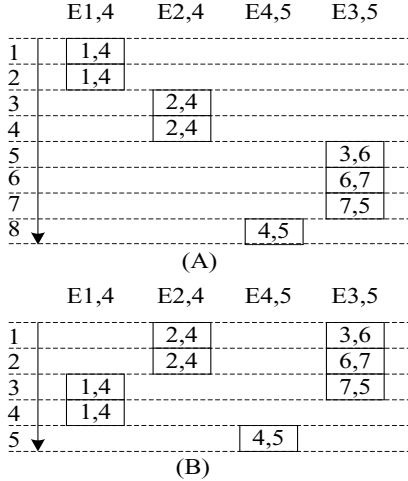 E1,4 E2,4 E4,5 E3,5
1 1,4
2 1,4
3 2,4
4 2,4
5 3,6
6 6,7
7 7,5
8 4,5
(A)
E1,4 E2,4 E4,5 E3,5
1 2,4 3,6
2 2,4 6,7
3 1,4 7,5
4 1,4
5 4,5
(B)